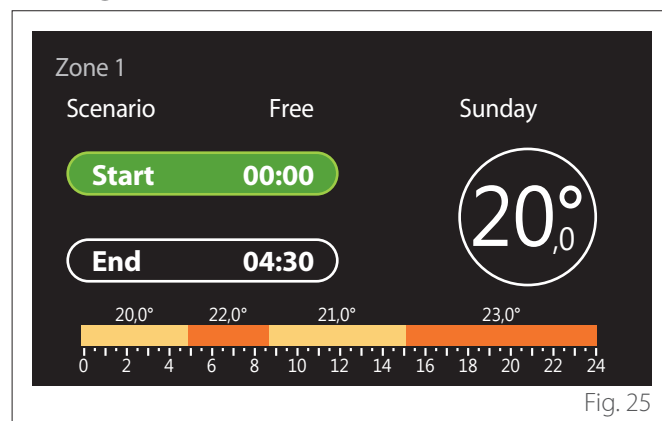 Zone 1
Scenario Free Sunday
Start 00:00
20°,0
End 04:30
20,0° 22,0° 21,0° 23,0°
0 2 4 6 8 10 12 14 16 18 20 22 24
Fig. 25